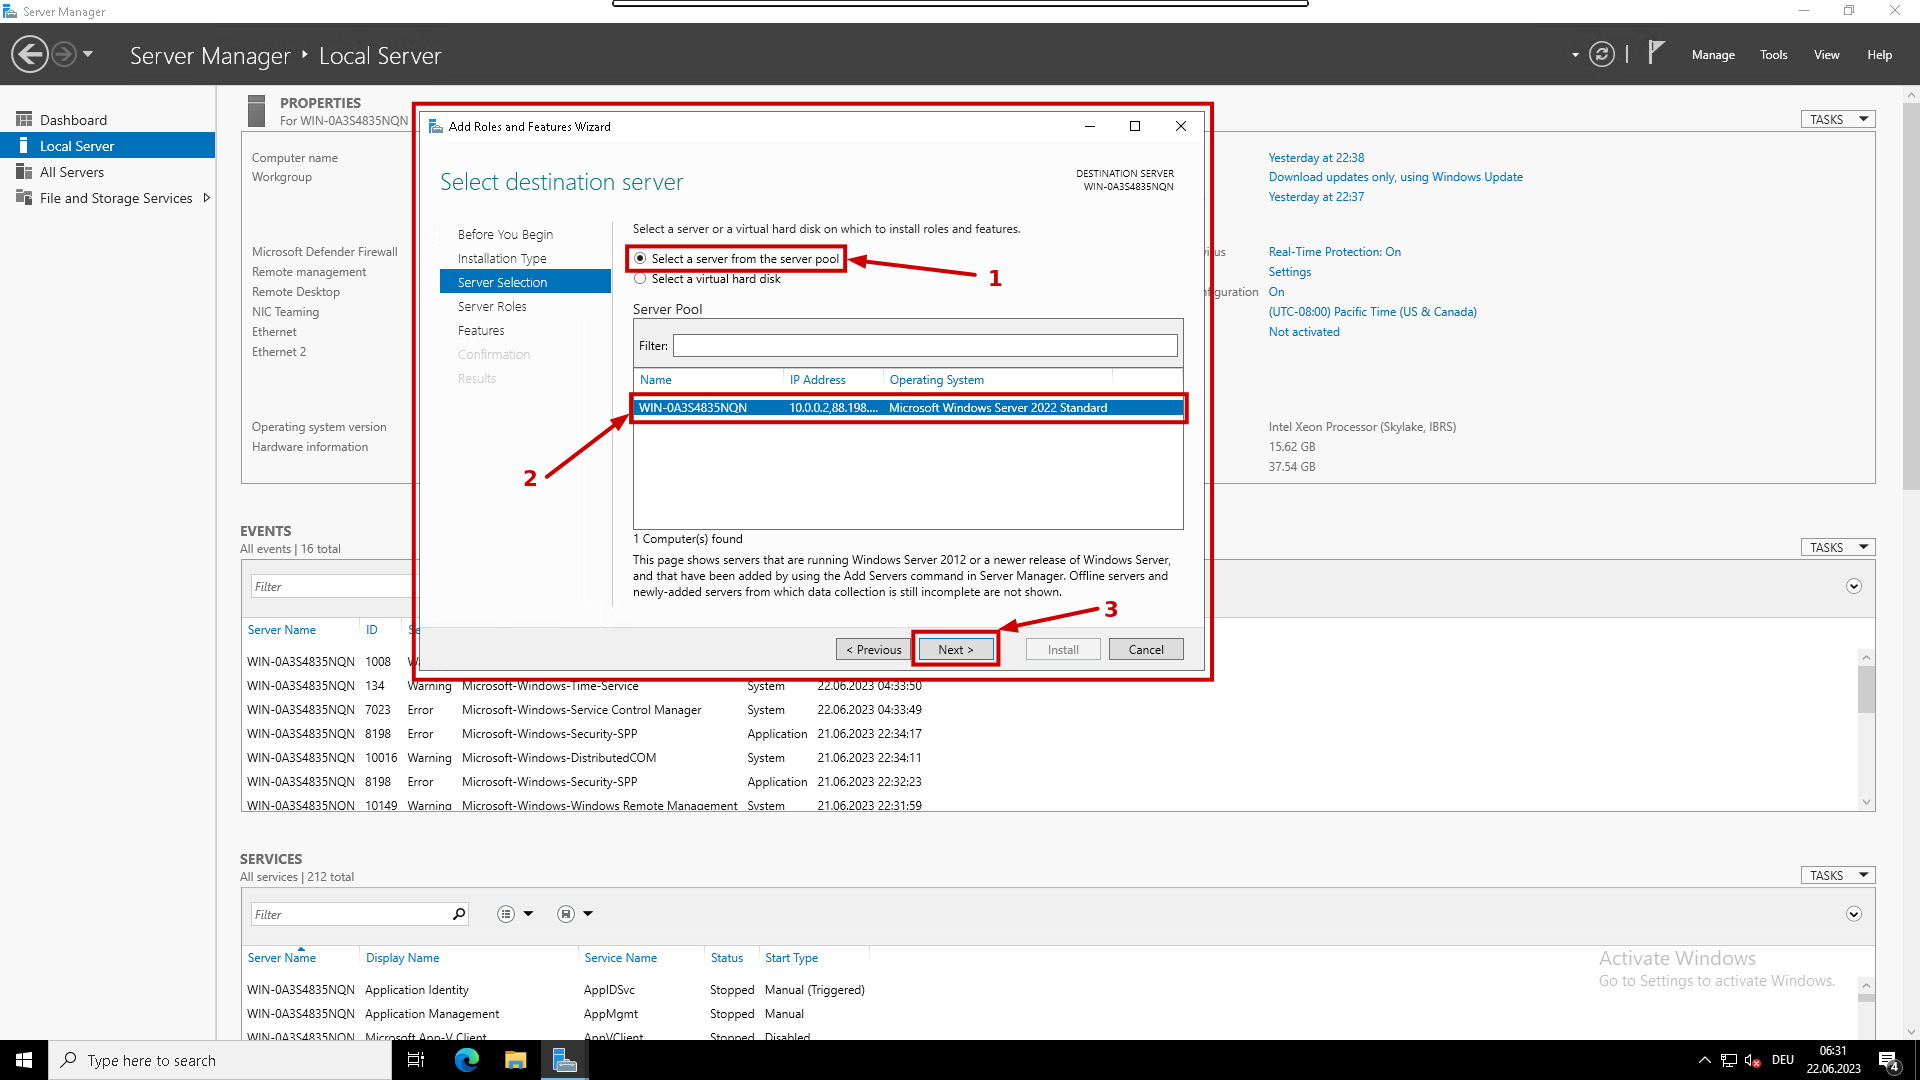 Server Manager
Server Manager ‣ Local Server
Manage
Tools
View
Help
Dashboard
Local Server
All Servers
File and Storage Services
PROPERTIES
For WIN-0A3S4835NQN
TASKS
Computer name
Workgroup
Microsoft Defender Firewall
Remote management
Remote Desktop
NIC Teaming
Ethernet
Ethernet 2
Operating system version
Hardware information
Yesterday at 22:38
Download updates only, using Windows Update
Yesterday at 22:37
Real-Time Protection: On
Settings
On
(UTC-08:00) Pacific Time (US & Canada)
Not activated
Intel Xeon Processor (Skylake, IBRS)
15.62 GB
37.54 GB
Add Roles and Features Wizard
Select destination server
DESTINATION SERVER
WIN-0A3S4835NQN
Before You Begin
Installation Type
Server Selection
Server Roles
Features
Confirmation
Results
Select a server or a virtual hard disk on which to install roles and features.
Select a server from the server pool
Select a virtual hard disk
1
Server Pool
Filter:
Name IP Address Operating System
WIN-0A3S4835NQN 10.0.0.2,88.198.... Microsoft Windows Server 2022 Standard
2
1 Computer(s) found
This page shows servers that are running Windows Server 2012 or a newer release of Windows Server,
and that have been added by using the Add Servers command in Server Manager. Offline servers and
newly-added servers from which data collection is still incomplete are not shown.
3
< Previous
Next >
Install
Cancel
EVENTS
All events | 16 total
TASKS
Filter
Server Name ID
WIN-0A3S4835NQN 1008
WIN-0A3S4835NQN 134 Warning Microsoft-Windows-Time-Service System 22.06.2023 04:33:50
WIN-0A3S4835NQN 7023 Error Microsoft-Windows-Service Control Manager System 22.06.2023 04:33:49
WIN-0A3S4835NQN 8198 Error Microsoft-Windows-Security-SPP Application 21.06.2023 22:34:17
WIN-0A3S4835NQN 10016 Warning Microsoft-Windows-DistributedCOM System 21.06.2023 22:34:11
WIN-0A3S4835NQN 8198 Error Microsoft-Windows-Security-SPP Application 21.06.2023 22:32:23
WIN-0A3S4835NQN 10149 Warning Microsoft-Windows-Windows Remote Management System 21.06.2023 22:31:59
SERVICES
All services | 212 total
TASKS
Filter
Server Name Display Name Service Name Status Start Type
WIN-0A3S4835NQN Application Identity AppIDSvc Stopped Manual (Triggered)
WIN-0A3S4835NQN Application Management AppMgmt Stopped Manual
WIN-0A3S4835NQN Microsoft App-V Client AppVClient Stopped Disabled
Activate Windows
Go to Settings to activate Windows.
Type here to search
DEU
06:31
22.06.2023
4